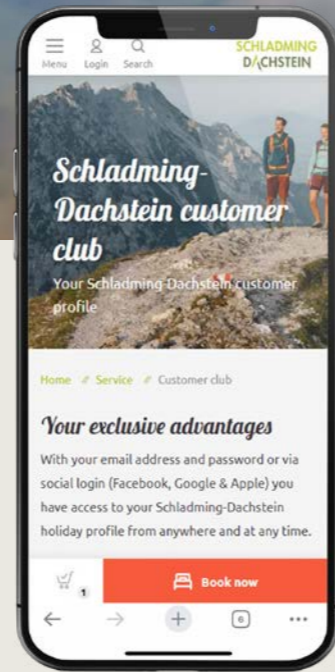 Menu Login Search
SCHLADMING
DACHSTEIN
Schladming-
Dachstein customer
club
Your Schladming-Dachstein customer
profile
Home // Service // Customer club
Your exclusive advantages
With your email address and password or via
social login (Facebook, Google & Apple) you
have access to your Schladming-Dachstein
holiday profile from anywhere and at any time.
1
Book now
6